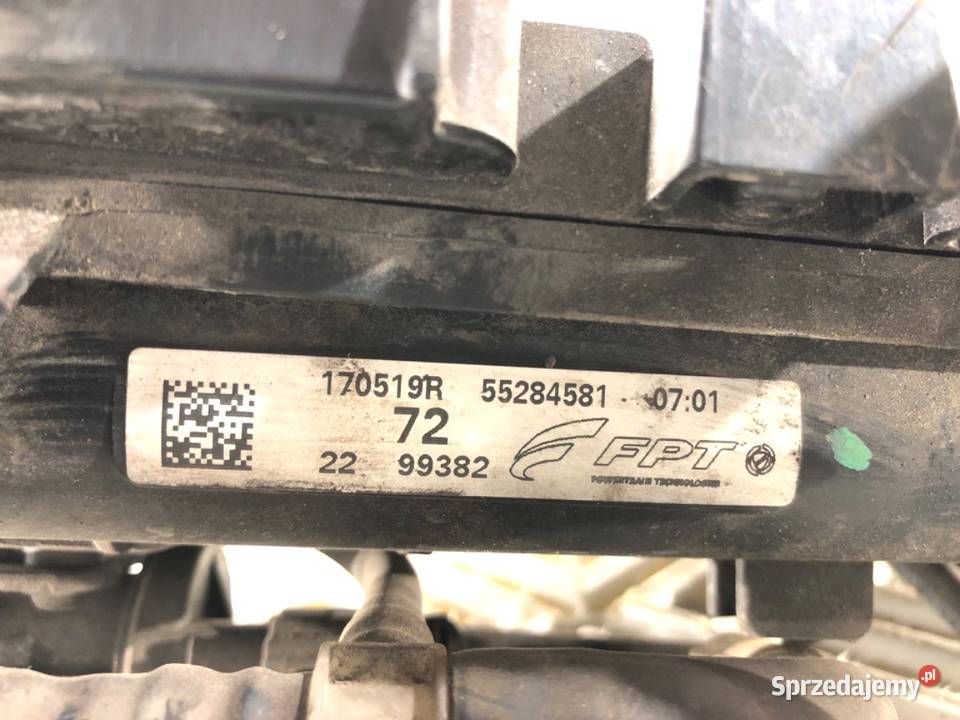 170519R 55284581 07:01
72
22 99382 FPT
POWERTRAIN TECHNOLOGIES
Sprzedajemy.pl